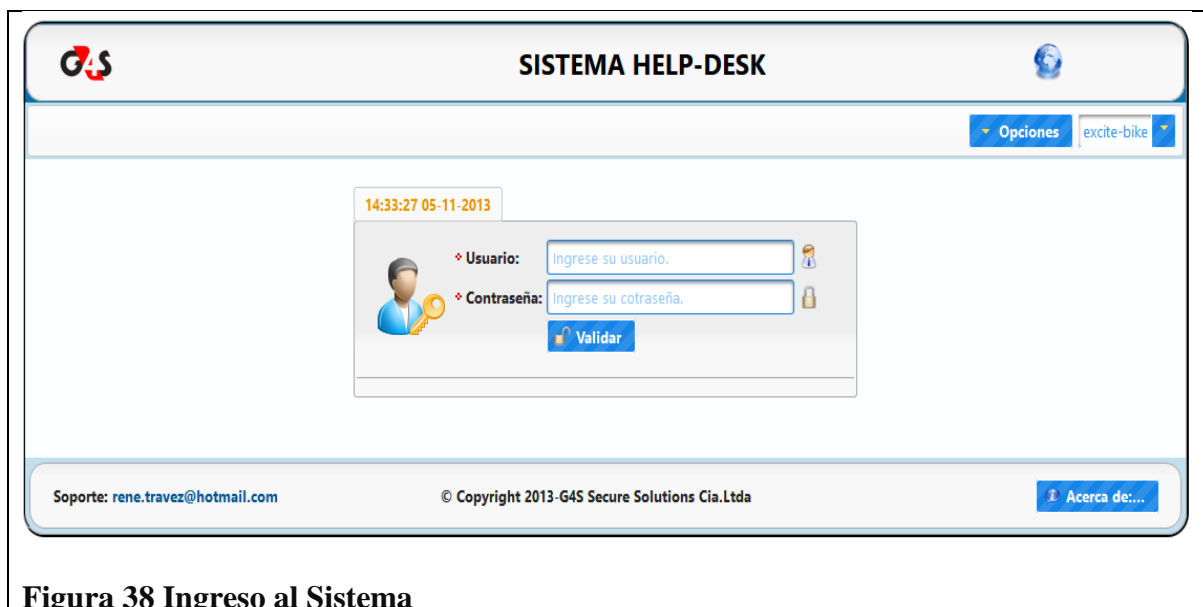 G4S
SISTEMA HELP-DESK
Opciones
excite-bike
14:33:27 05-11-2013
Usuario:
Ingrese su usuario.
Contraseña:
Ingrese su cotraseña.
Validar
Soporte: rene.travez@hotmail.com
© Copyright 2013-G4S Secure Solutions Cia.Ltda
Acerca de:...
Figura 38 Ingreso al Sistema